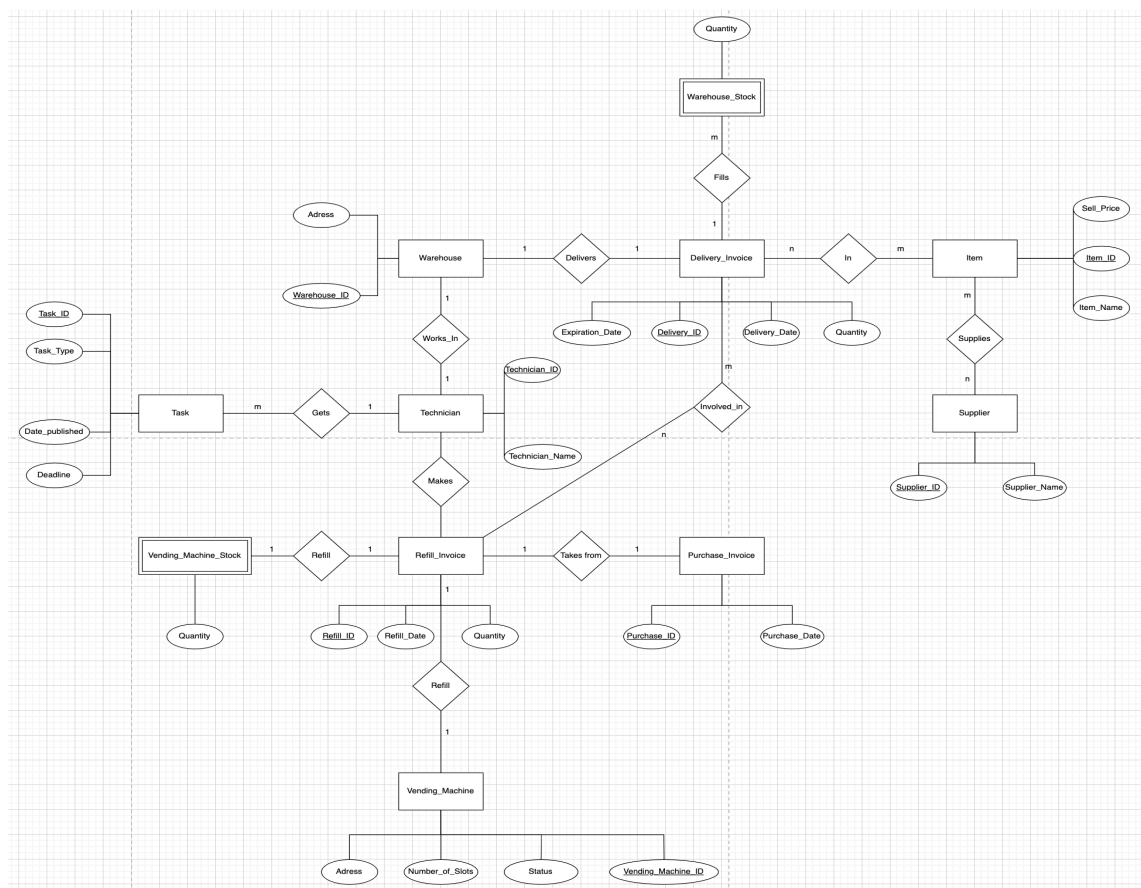 Quantity
Warehouse_Stock
m
Fills
1
Sell_Price
Adress
Warehouse
1
Delivers
1
Delivery_Invoice
n
In
m
Item
Item_ID
Warehouse_ID
1
m
Item_Name
Task_ID
Expiration_Date
Delivery_ID
Delivery_Date
Quantity
Works_In
Supplies
Task_Type
Technician_ID
m
1
n
Task
m
Gets
1
Technician
Involved_in
Supplier
Date_published
n
Technician_Name
Deadline
Makes
Supplier_ID
Supplier_Name
Vending_Machine_Stock
1
Refill
1
Refill_Invoice
1
Takes from
1
Purchase_Invoice
1
Quantity
Refill_ID
Refill_Date
Quantity
Purchase_ID
Purchase_Date
Refill
1
Vending_Machine
Adress
Number_of_Slots
Status
Vending_Machine_ID